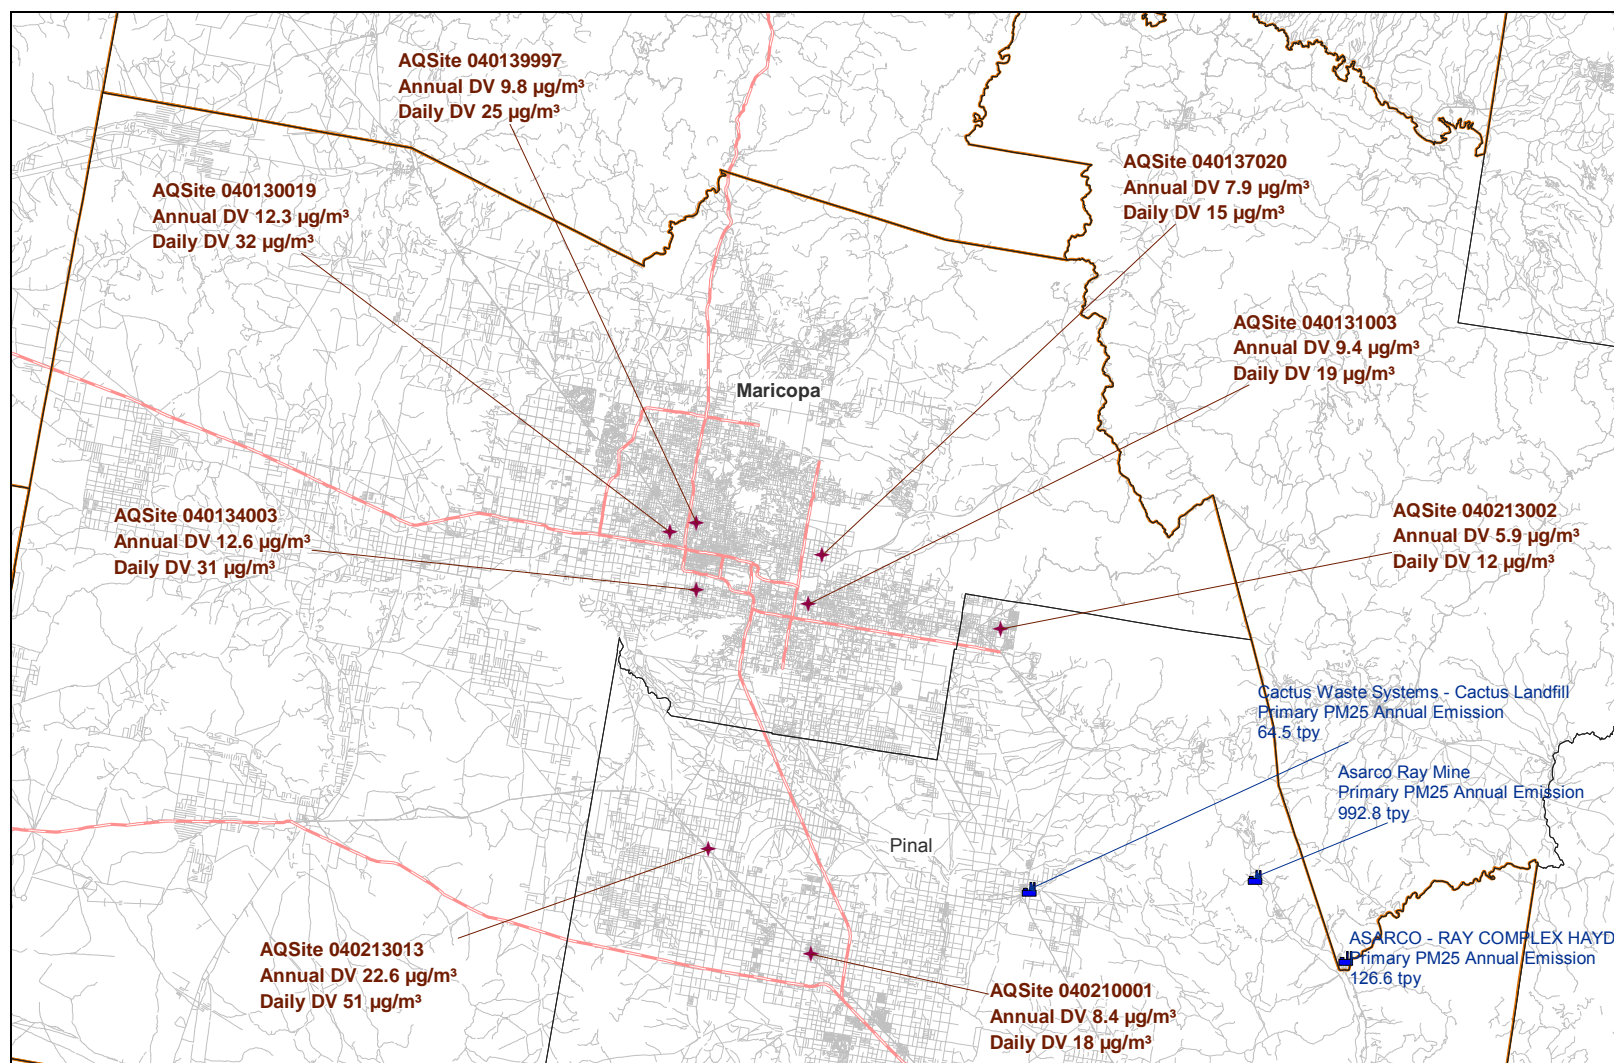 AQSite 040139997
Annual DV 9.8 µg/m³
Daily DV 25 µg/m³
AQSite 040137020
Annual DV 7.9 µg/m³
Daily DV 15 µg/m³
AQSite 040130019
Annual DV 12.3 µg/m³
Daily DV 32 µg/m³
AQSite 040131003
Annual DV 9.4 µg/m³
Daily DV 19 µg/m³
Maricopa
AQSite 040134003
Annual DV 12.6 µg/m³
Daily DV 31 µg/m³
AQSite 040213002
Annual DV 5.9 µg/m³
Daily DV 12 µg/m³
Cactus Waste Systems - Cactus Landfill
Primary PM25 Annual Emission
64.5 tpy
Asarco Ray Mine
Primary PM25 Annual Emission
992.8 tpy
Pinal
ASARCO - RAY COMPLEX HAYD
Primary PM25 Annual Emission
126.6 tpy
AQSite 040213013
Annual DV 22.6 µg/m³
Daily DV 51 µg/m³
AQSite 040210001
Annual DV 8.4 µg/m³
Daily DV 18 µg/m³